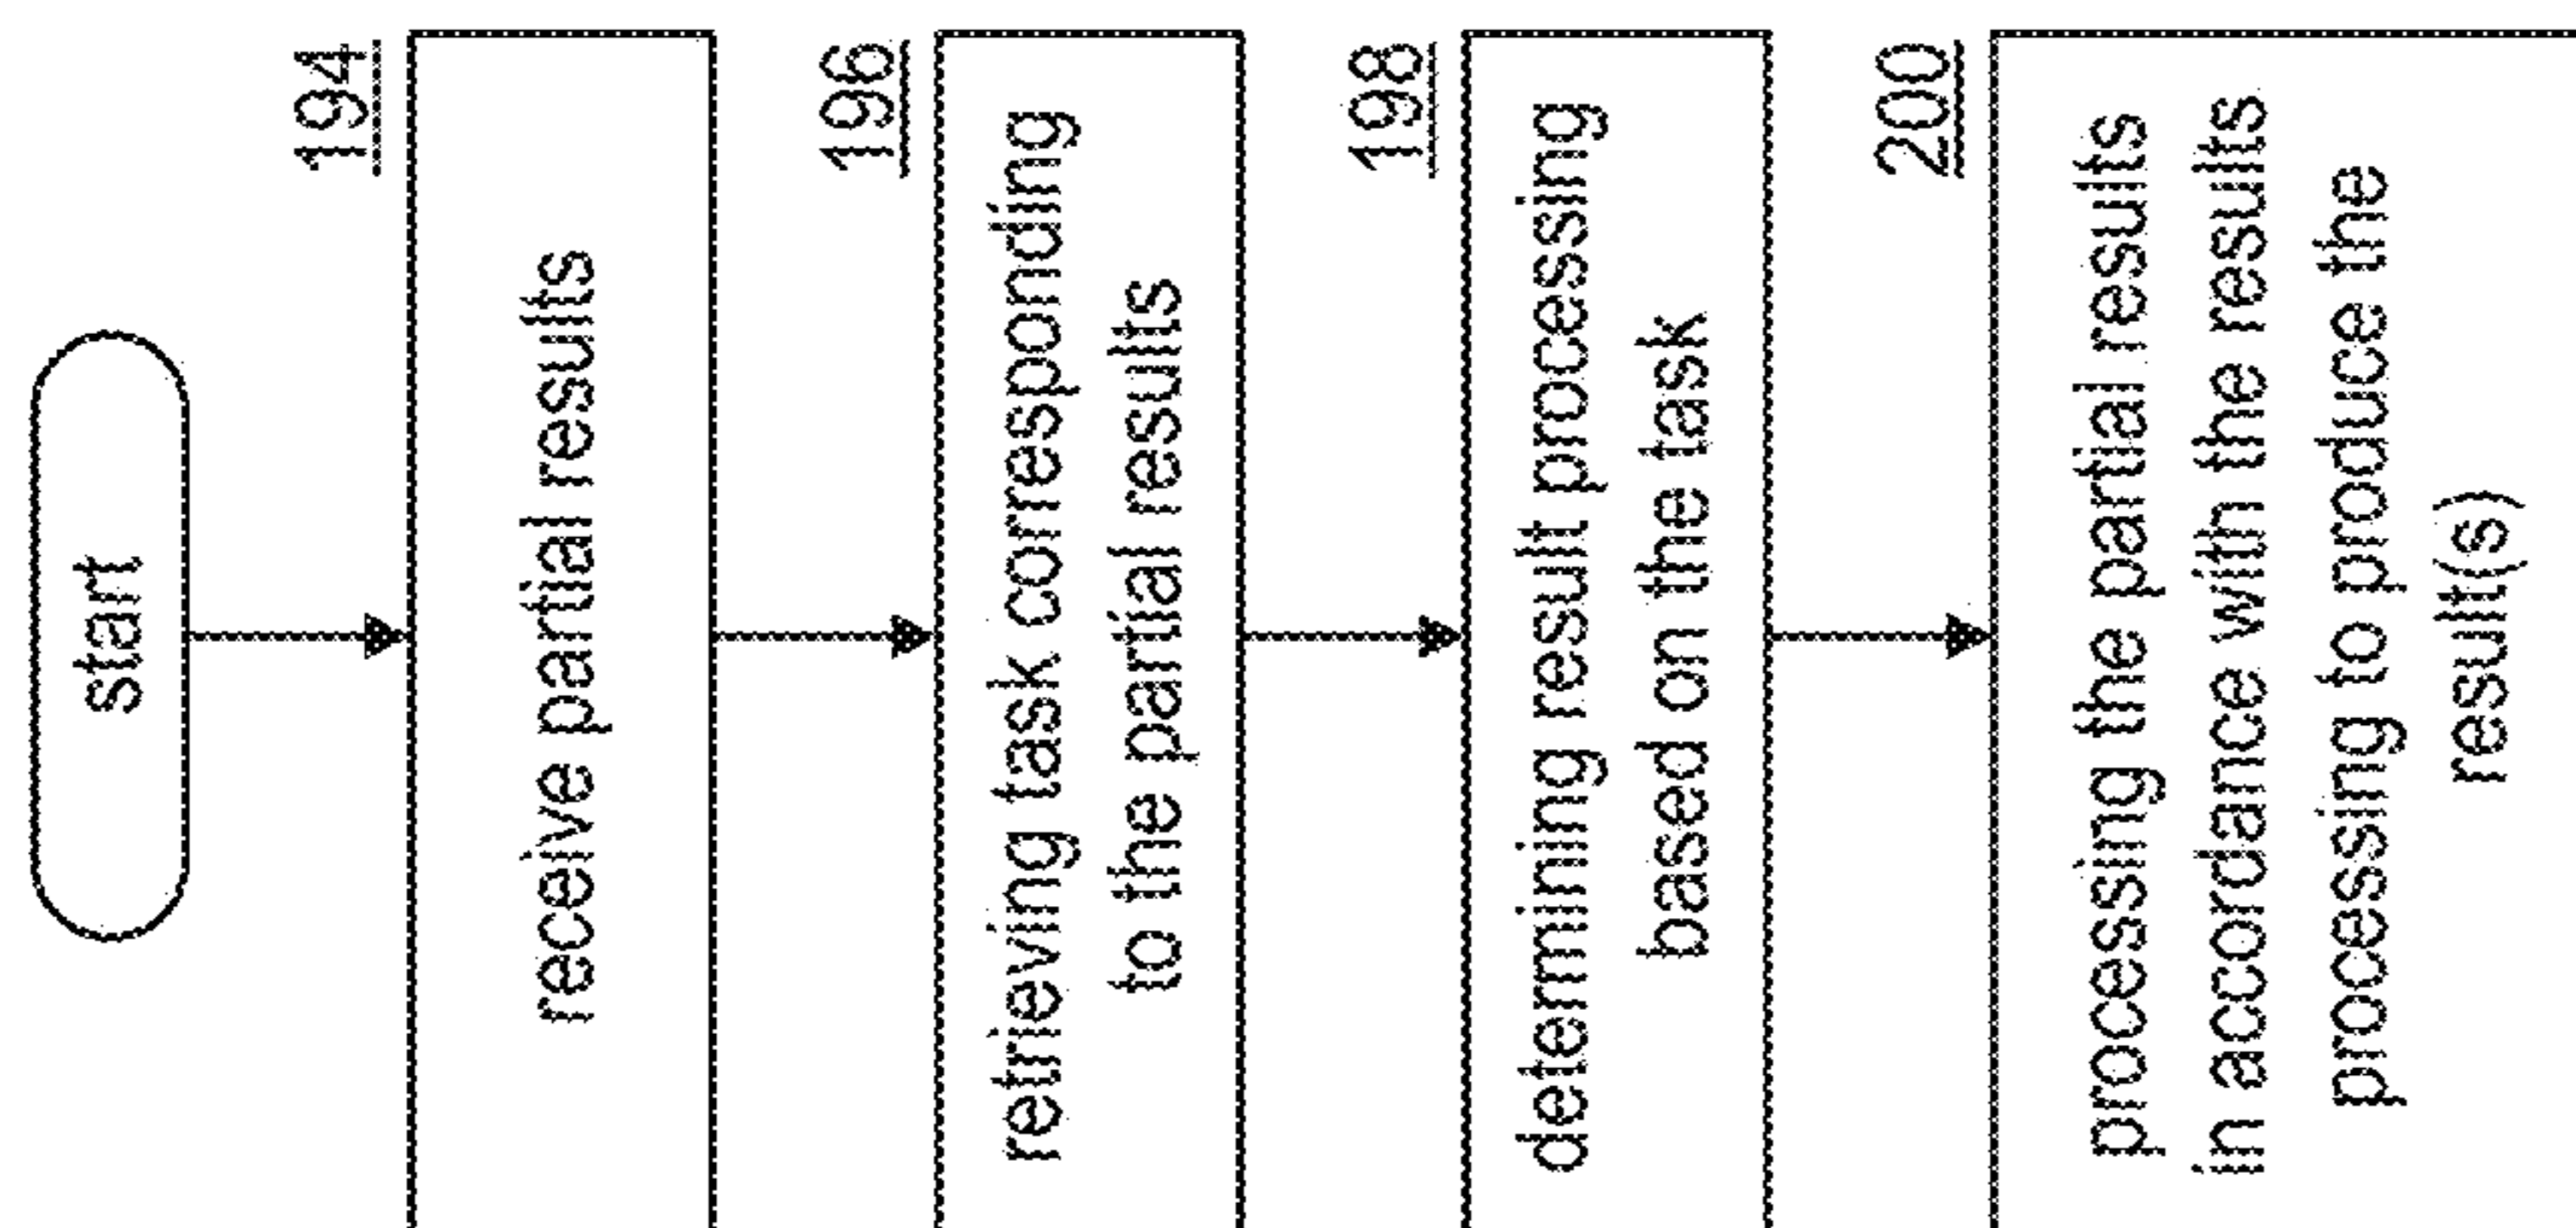 start
194
receive partial results
196
retrieving task corresponding
to the partial results
198
determining result processing
based on the task
200
processing the partial results
in accordance with the results
processing to produce the
result(s)